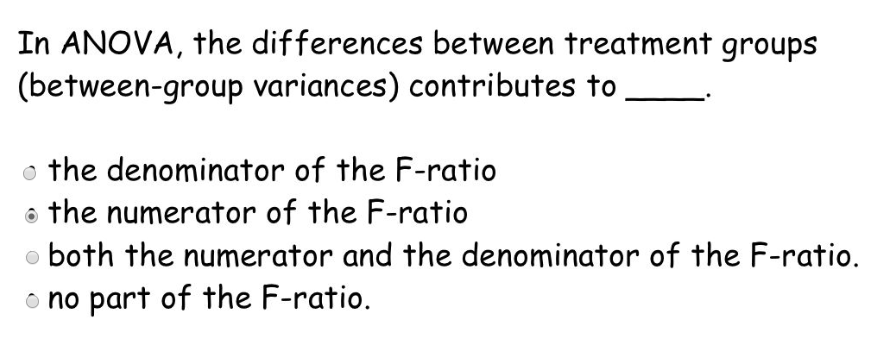 In ANOVA, the differences between treatment groups
(between-group variances) contributes to _____.
the denominator of the F-ratio
the numerator of the F-ratio
both the numerator and the denominator of the F-ratio.
no part of the F-ratio.